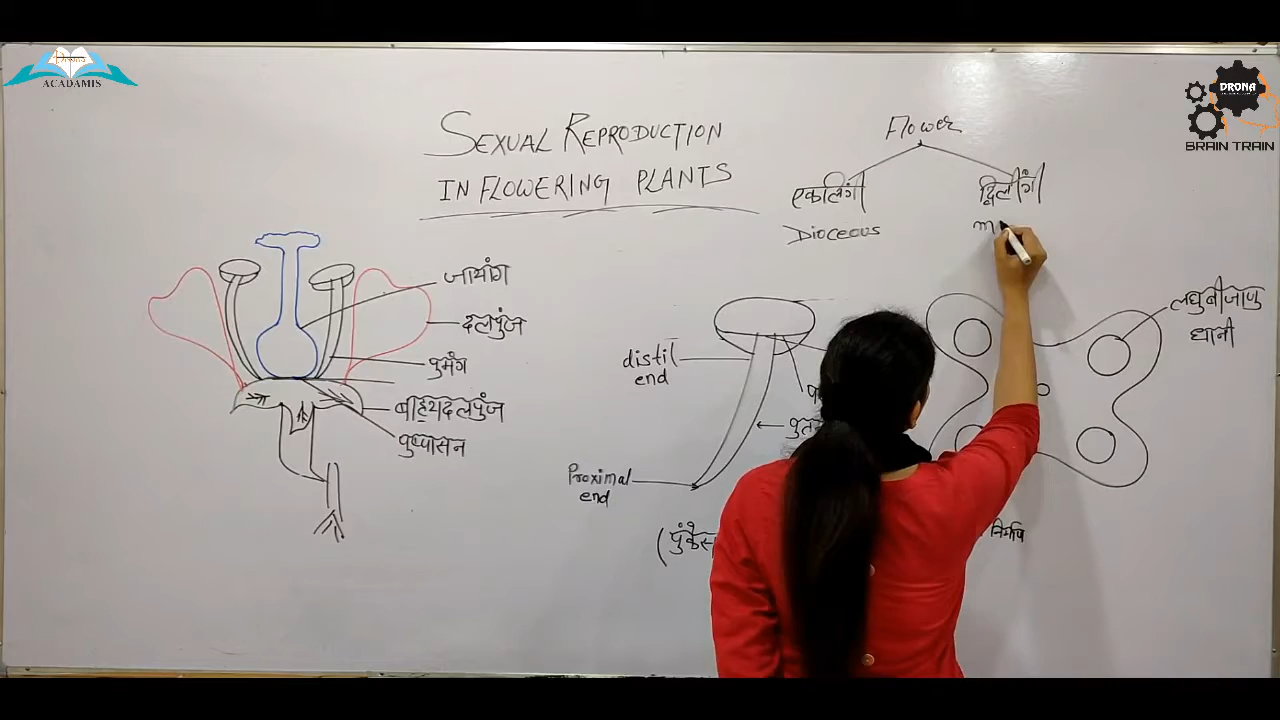 Drona
ACADAMIS
DRONA
BRAIN TRAIN
SEXUAL REPRODUCTION
IN FLOWERING PLANTS
Flower
एकलिंगी
द्विलींगी
Dioceous
m
जायांग
दलपुंज
पुमंग
बाह्यदलपुंज
पुष्पासन
distil
end
Proximal
end
(पुंकेस
लघुबीजाणु
धानी